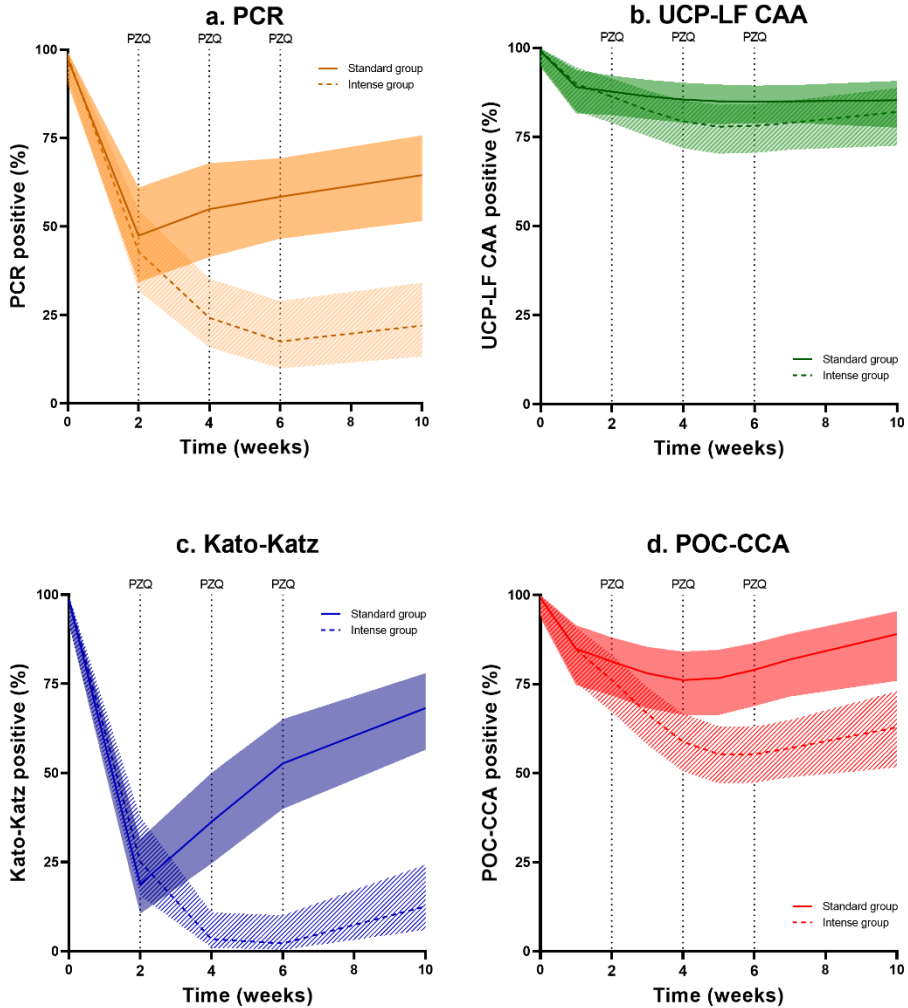 a. PCR
PZQ PZQ PZQ
Standard group
Intense group
PCR positive (%)
100
75
50
25
0
0 2 4 6 8 10
Time (weeks)
b. UCP-LF CAA
PZQ PZQ PZQ
Standard group
Intense group
UCP-LF CAA positive (%)
100
75
50
25
0
0 2 4 6 8 10
Time (weeks)
c. Kato-Katz
PZQ PZQ PZQ
Standard group
Intense group
Kato-Katz positive (%)
100
75
50
25
0
0 2 4 6 8 10
Time (weeks)
d. POC-CCA
PZQ PZQ PZQ
Standard group
Intense group
POC-CCA positive (%)
100
75
50
25
0
0 2 4 6 8 10
Time (weeks)